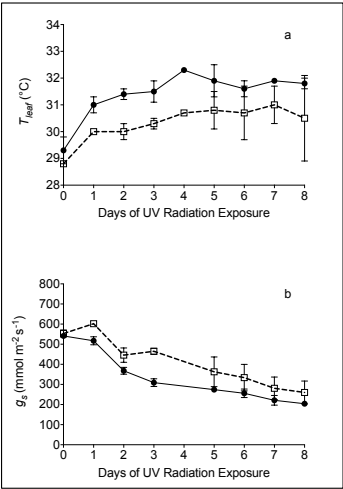 a
34
33
32
31
30
29
28
T_leaf (°C)
0 1 2 3 4 5 6 7 8
Days of UV Radiation Exposure
b
800
700
600
500
400
300
200
100
0
g_s (mmol m⁻² s⁻¹)
0 1 2 3 4 5 6 7 8
Days of UV Radiation Exposure